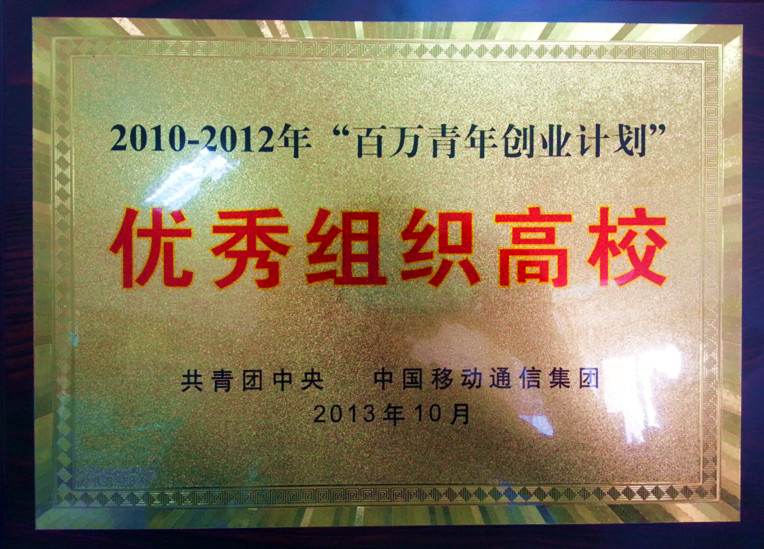 2010-2012年“百万青年创业计划”
优秀组织高校
共青团中央 中国移动通信集团
2013年10月